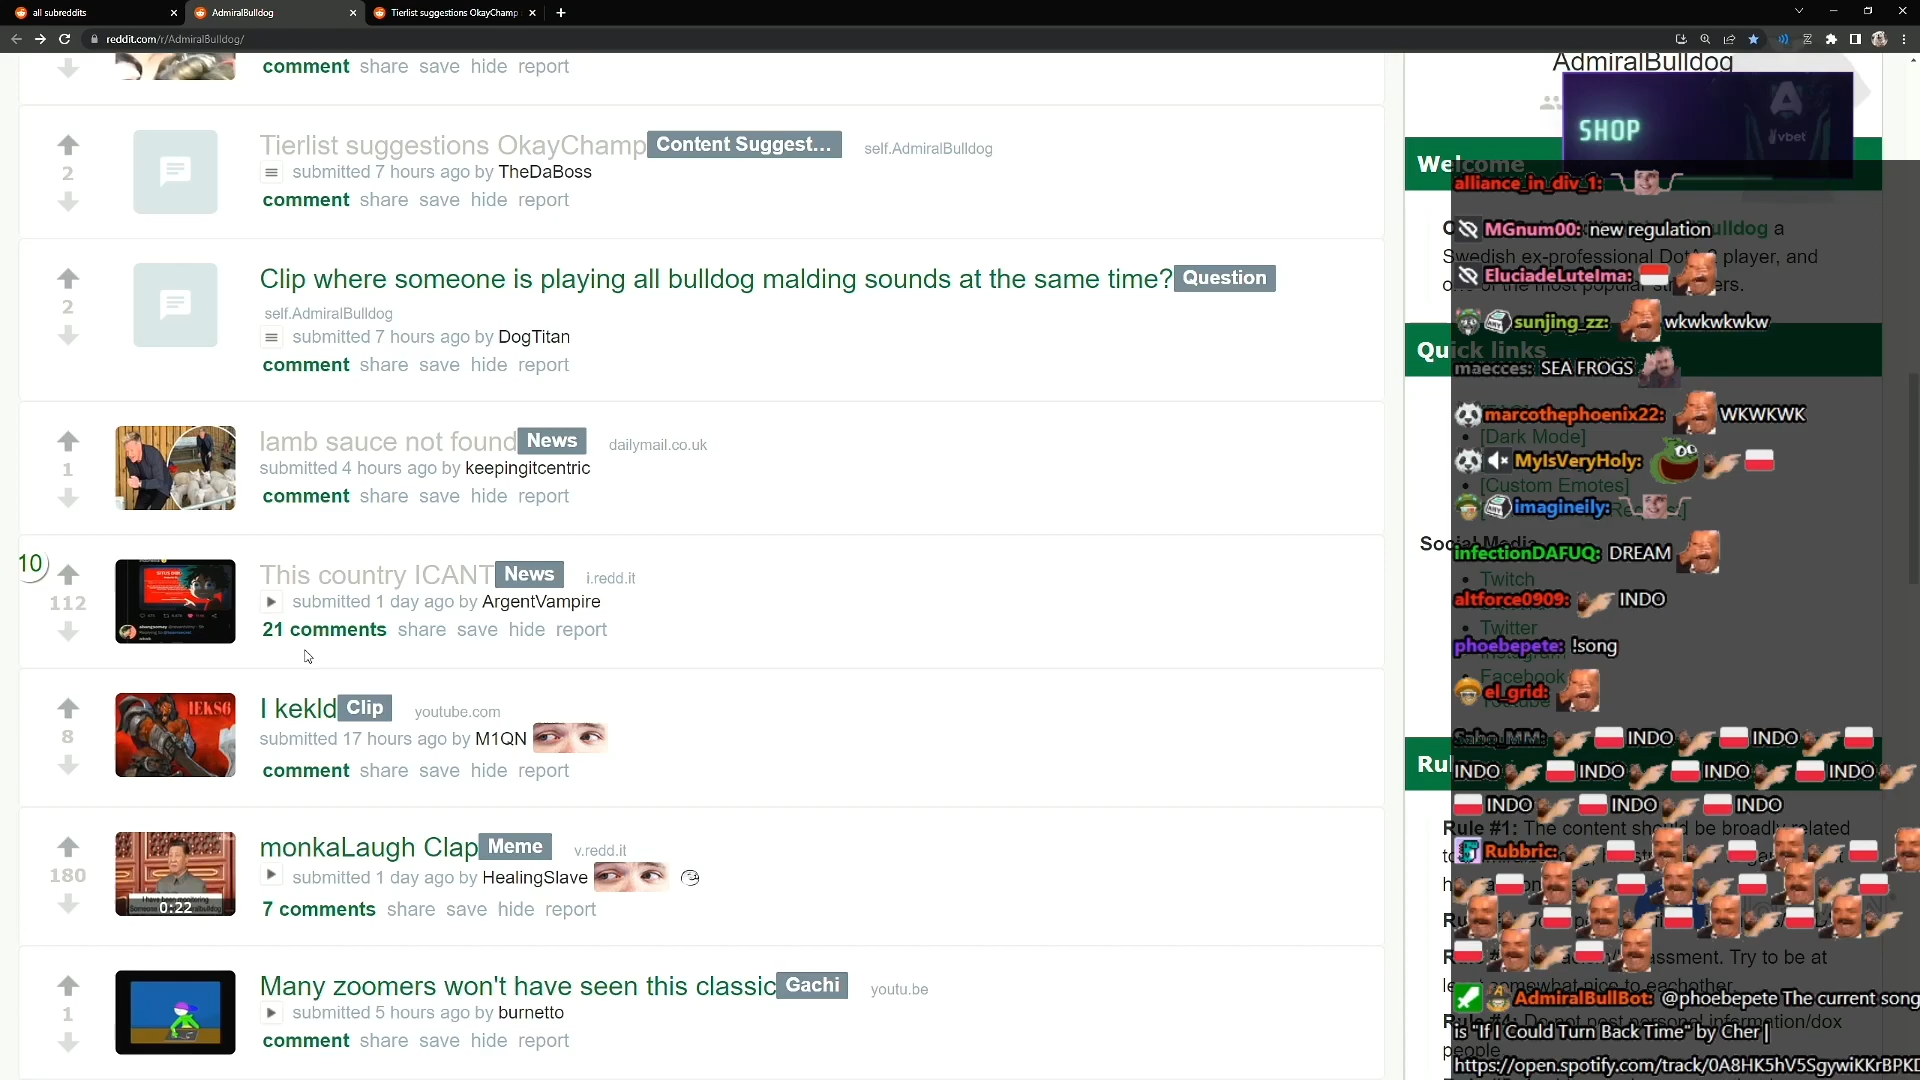 all subreddits
AdmiralBulldog
Tierlist suggestions OkayChamp
reddit.com/r/AdmiralBulldog/
comment share save hide report
2
Tierlist suggestions OkayChamp Content Suggest... self.AdmiralBulldog
submitted 7 hours ago by TheDaBoss
comment share save hide report
2
Clip where someone is playing all bulldog malding sounds at the same time? Question
self.AdmiralBulldog
submitted 7 hours ago by DogTitan
comment share save hide report
1
lamb sauce not found News dailymail.co.uk
submitted 4 hours ago by keepingitcentric
comment share save hide report
10
112
This country ICANT News i.redd.it
submitted 1 day ago by ArgentVampire
21 comments share save hide report
8
IEKS6
I kekld Clip youtube.com
submitted 17 hours ago by M1QN
comment share save hide report
180
0:22
monkaLaugh Clap Meme v.redd.it
submitted 1 day ago by HealingSlave
7 comments share save hide report
1
Many zoomers won't have seen this classic Gachi youtu.be
submitted 5 hours ago by burnetto
comment share save hide report
AdmiralBulldog
SHOP
vbet
Welcome
Bulldog a
Swedish ex-professional player, and
one of the most popular
Quick links
[Dark Mode]
[Custom Emotes]
Social Media
Twitch
Twitter
Instagram
Facebook
Youtube
Rule #1: The content should be broadly related
assment. Try to be at
least somewhat nice to eachother.
Rule #4: Do not post personal information/dox
people
alliance_in_div_1:
MGnum00: new regulation
EluciadeLuteIma:
sunjing_zz: wkwkwkwkw
maecces: SEA FROGS
marcothephoenix22: WKWKWK
MyIsVeryHoly:
imagineily:
infectionDAFUQ: DREAM
altforce0909: INDO
phoebepete: !song
el_grid:
INDO INDO
INDO INDO INDO INDO
INDO INDO INDO
Rubbric:
AdmiralBullBot: @phoebepete The current song
is "If I Could Turn Back Time" by Cher |
https://open.spotify.com/track/0A8HK5hV5SgywiKKrBPKD